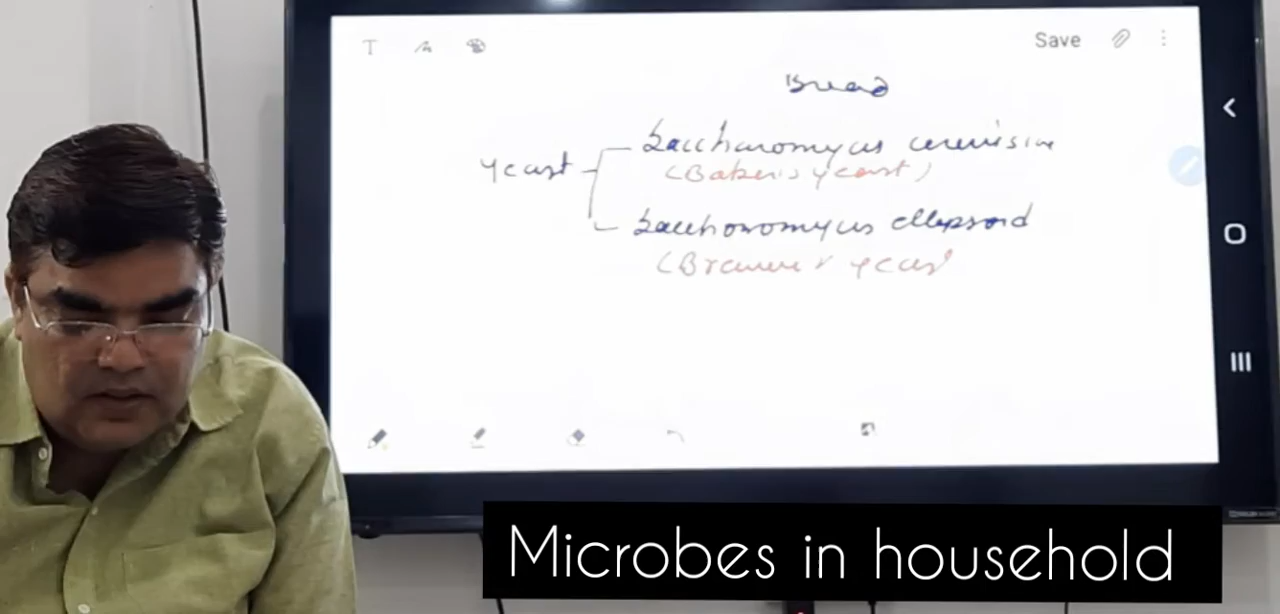 T Save
Bread
yeast
Saccharomyces cerevisiae
(Baker's yeast)
Saccharomyces ellipsoid
(Brewer's yeast
Microbes in household